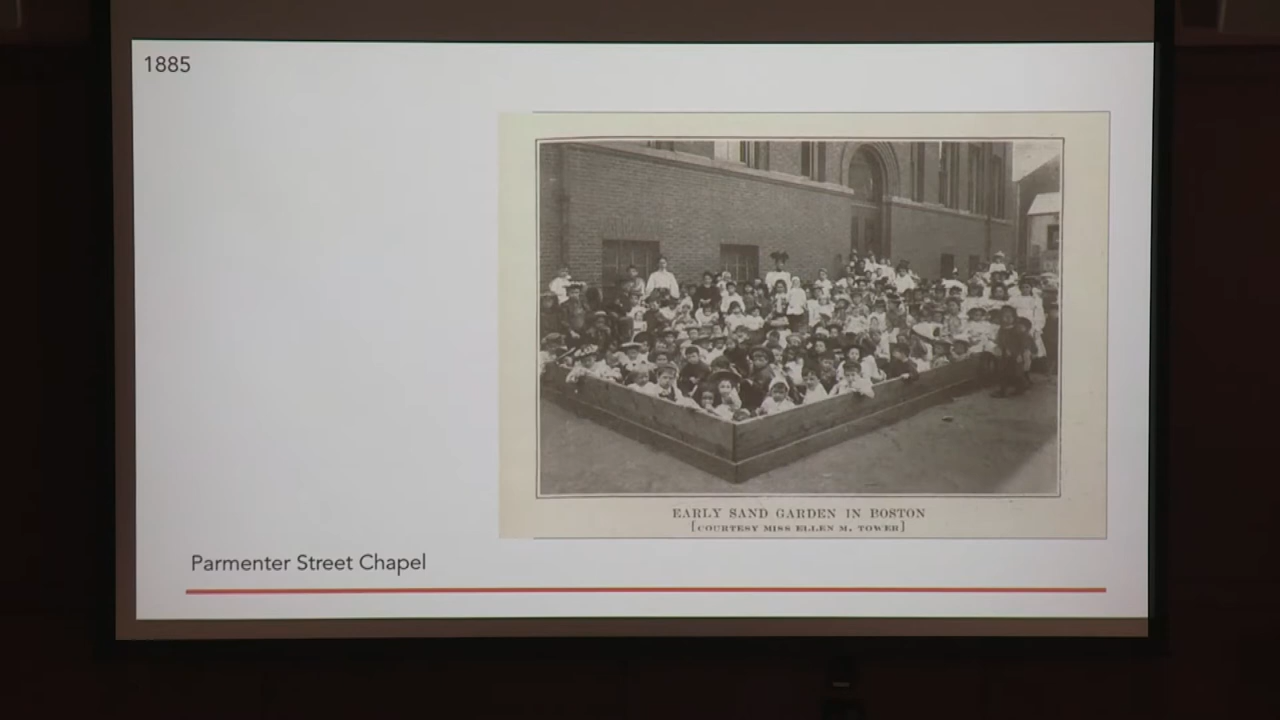 1885
EARLY SAND GARDEN IN BOSTON
[COURTESY MISS ELLEN M. TOWER]
Parmenter Street Chapel